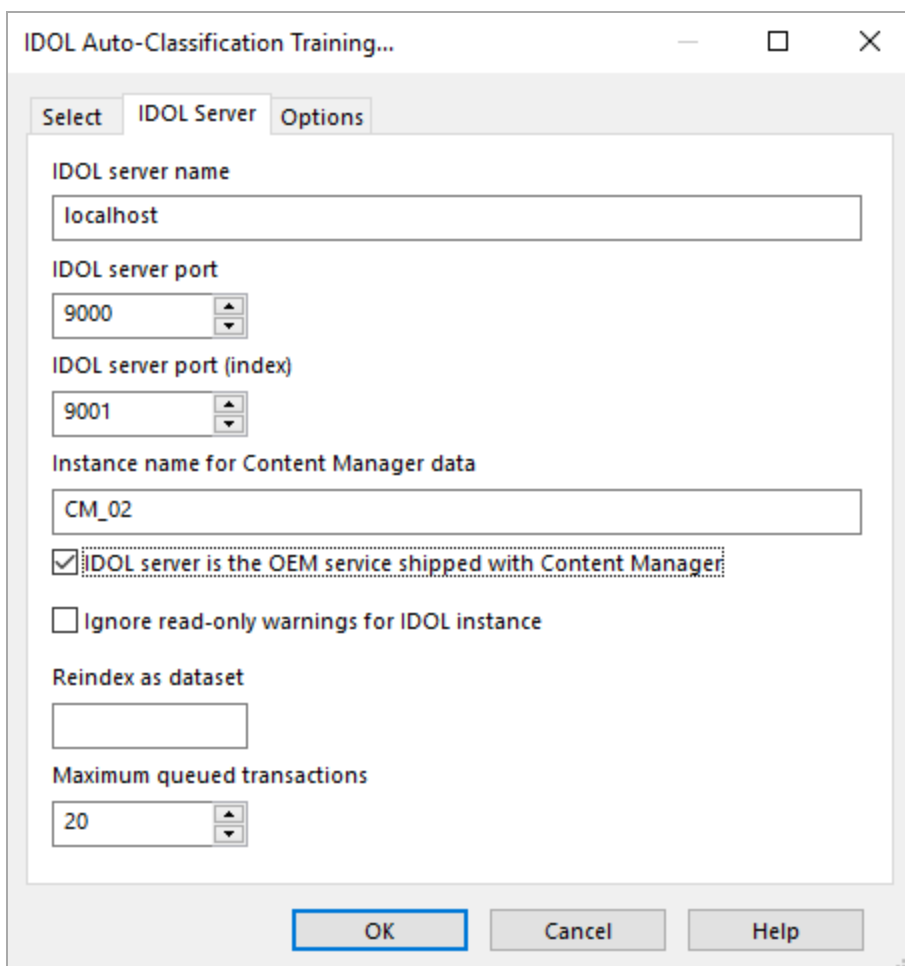 IDOL Auto-Classification Training...
Select IDOL Server Options
IDOL server name
localhost
IDOL server port
9000
IDOL server port (index)
9001
Instance name for Content Manager data
CM_02
IDOL server is the OEM service shipped with Content Manager
Ignore read-only warnings for IDOL instance
Reindex as dataset
Maximum queued transactions
20
OK Cancel Help